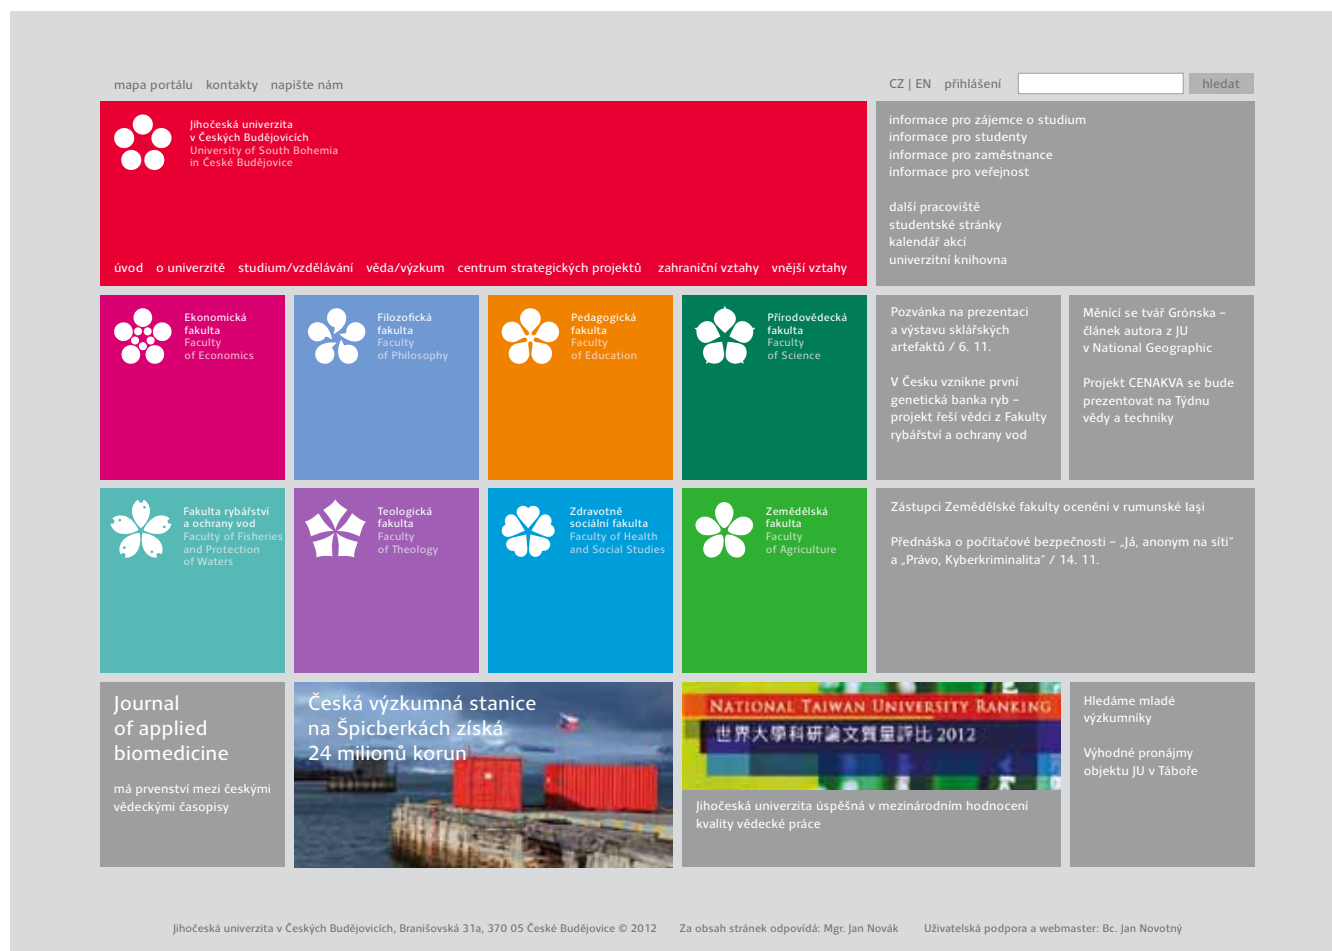 mapa portálu kontakty napište nám
CZ | EN přihlášení hledat
Jihočeská univerzita
v Českých Budějovicích
University of South Bohemia
in České Budějovice
úvod o univerzitě studium/vzdělávání věda/výzkum centrum strategických projektů zahraniční vztahy vnější vztahy
informace pro zájemce o studium
informace pro studenty
informace pro zaměstnance
informace pro veřejnost
další pracoviště
studentské stránky
kalendář akcí
univerzitní knihovna
Ekonomická
fakulta
Faculty
of Economics
Filozofická
fakulta
Faculty
of Philosophy
Pedagogická
fakulta
Faculty
of Education
Přírodovědecká
fakulta
Faculty
of Science
Pozvánka na prezentaci
a výstavu sklářských
artefaktů / 6. 11.
V Česku vznikne první
genetická banka ryb –
projekt řeší vědci z Fakulty
rybářství a ochrany vod
Měnící se tvář Grónska –
článek autora z JU
v National Geographic
Projekt CENAKVA se bude
prezentovat na Týdnu
vědy a techniky
Fakulta rybářství
a ochrany vod
Faculty of Fisheries
and Protection
of Waters
Teologická
fakulta
Faculty
of Theology
Zdravotně
sociální fakulta
Faculty of Health
and Social Studies
Zemědělská
fakulta
Faculty
of Agriculture
Zástupci Zemědělské fakulty oceněni v rumunské Iaşi
Přednáška o počítačové bezpečnosti – „Já, anonym na síti“
a „Právo, Kyberkriminalita“ / 14. 11.
Journal
of applied
biomedicine
má prvenství mezi českými
vědeckými časopisy
Česká výzkumná stanice
na Špicberkách získá
24 milionů korun
NATIONAL TAIWAN UNIVERSITY RANKING
世界大學科研論文質量評比 2012
Jihočeská univerzita úspěšná v mezinárodním hodnocení
kvality vědecké práce
Hledáme mladé
výzkumníky
Výhodné pronájmy
objektu JU v Táboře
Jihočeská univerzita v Českých Budějovicích, Branišovská 31a, 370 05 České Budějovice © 2012 Za obsah stránek odpovídá: Mgr. Jan Novák Uživatelská podpora a webmaster: Bc. Jan Novotný